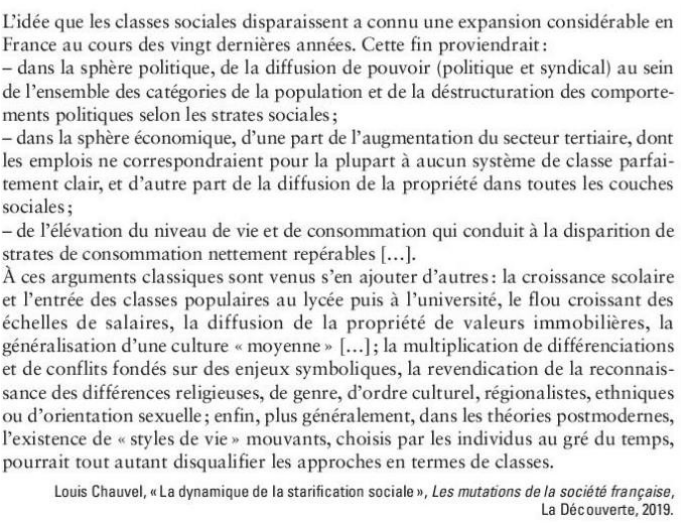 L'idée que les classes sociales disparaissent a connu une expansion considérable en
France au cours des vingt dernières années. Cette fin proviendrait :
– dans la sphère politique, de la diffusion de pouvoir (politique et syndical) au sein
de l'ensemble des catégories de la population et de la déstructuration des comporte-
ments politiques selon les strates sociales ;
– dans la sphère économique, d'une part de l'augmentation du secteur tertiaire, dont
les emplois ne correspondraient pour la plupart à aucun système de classe parfai-
tement clair, et d'autre part de la diffusion de la propriété dans toutes les couches
sociales ;
– de l'élévation du niveau de vie et de consommation qui conduit à la disparition de
strates de consommation nettement repérables [...].
À ces arguments classiques sont venus s'en ajouter d'autres : la croissance scolaire
et l'entrée des classes populaires au lycée puis à l'université, le flou croissant des
échelles de salaires, la diffusion de la propriété de valeurs immobilières, la
généralisation d'une culture « moyenne » [...] ; la multiplication de différenciations
et de conflits fondés sur des enjeux symboliques, la revendication de la reconnais-
sance des différences religieuses, de genre, d'ordre culturel, régionalistes, ethniques
ou d'orientation sexuelle ; enfin, plus généralement, dans les théories postmodernes,
l'existence de « styles de vie » mouvants, choisis par les individus au gré du temps,
pourrait tout autant disqualifier les approches en termes de classes.
Louis Chauvel, « La dynamique de la starification sociale », Les mutations de la société française,
La Découverte, 2019.